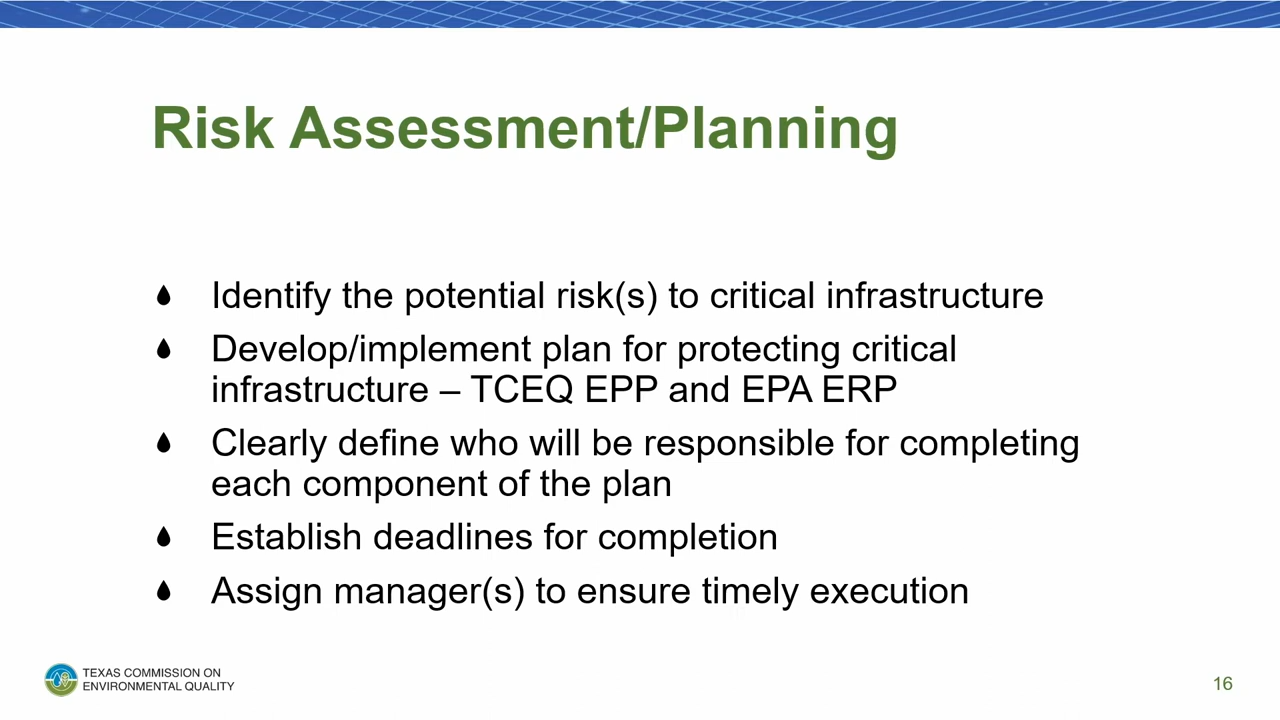 Risk Assessment/Planning
Identify the potential risk(s) to critical infrastructure
Develop/implement plan for protecting critical
infrastructure – TCEQ EPP and EPA ERP
Clearly define who will be responsible for completing
each component of the plan
Establish deadlines for completion
Assign manager(s) to ensure timely execution
TEXAS COMMISSION ON
ENVIRONMENTAL QUALITY
16